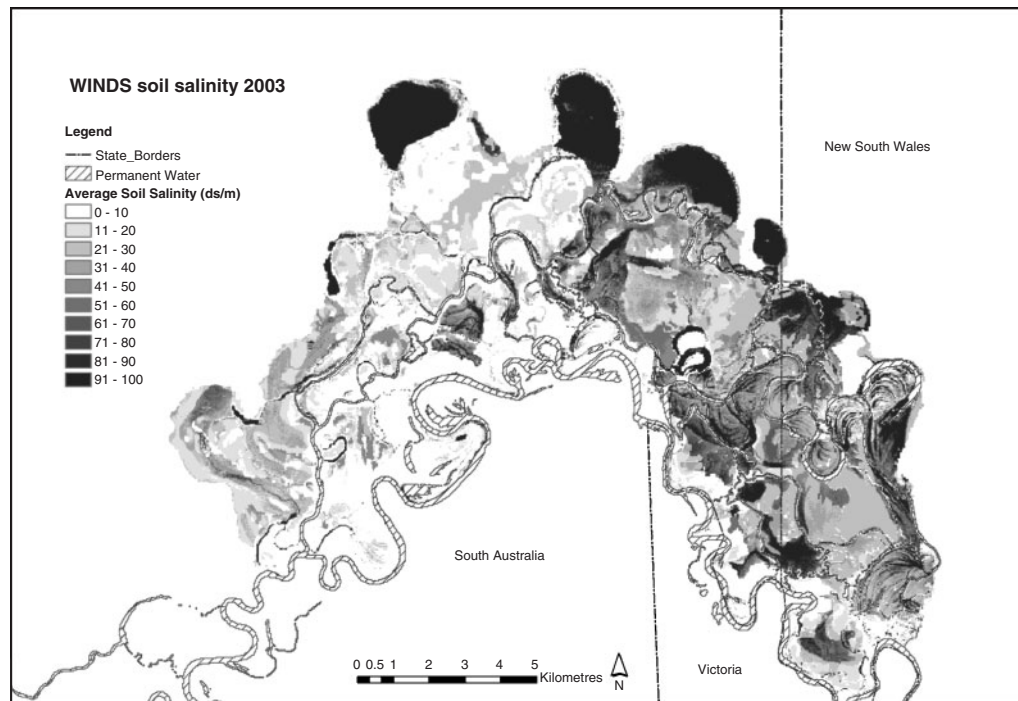 WINDS soil salinity 2003
Legend
State_Borders
Permanent Water
Average Soil Salinity (ds/m)
0 - 10
11 - 20
21 - 30
31 - 40
41 - 50
51 - 60
61 - 70
71 - 80
81 - 90
91 - 100
New South Wales
South Australia
Victoria
0 0.5 1 2 3 4 5
Kilometres
N